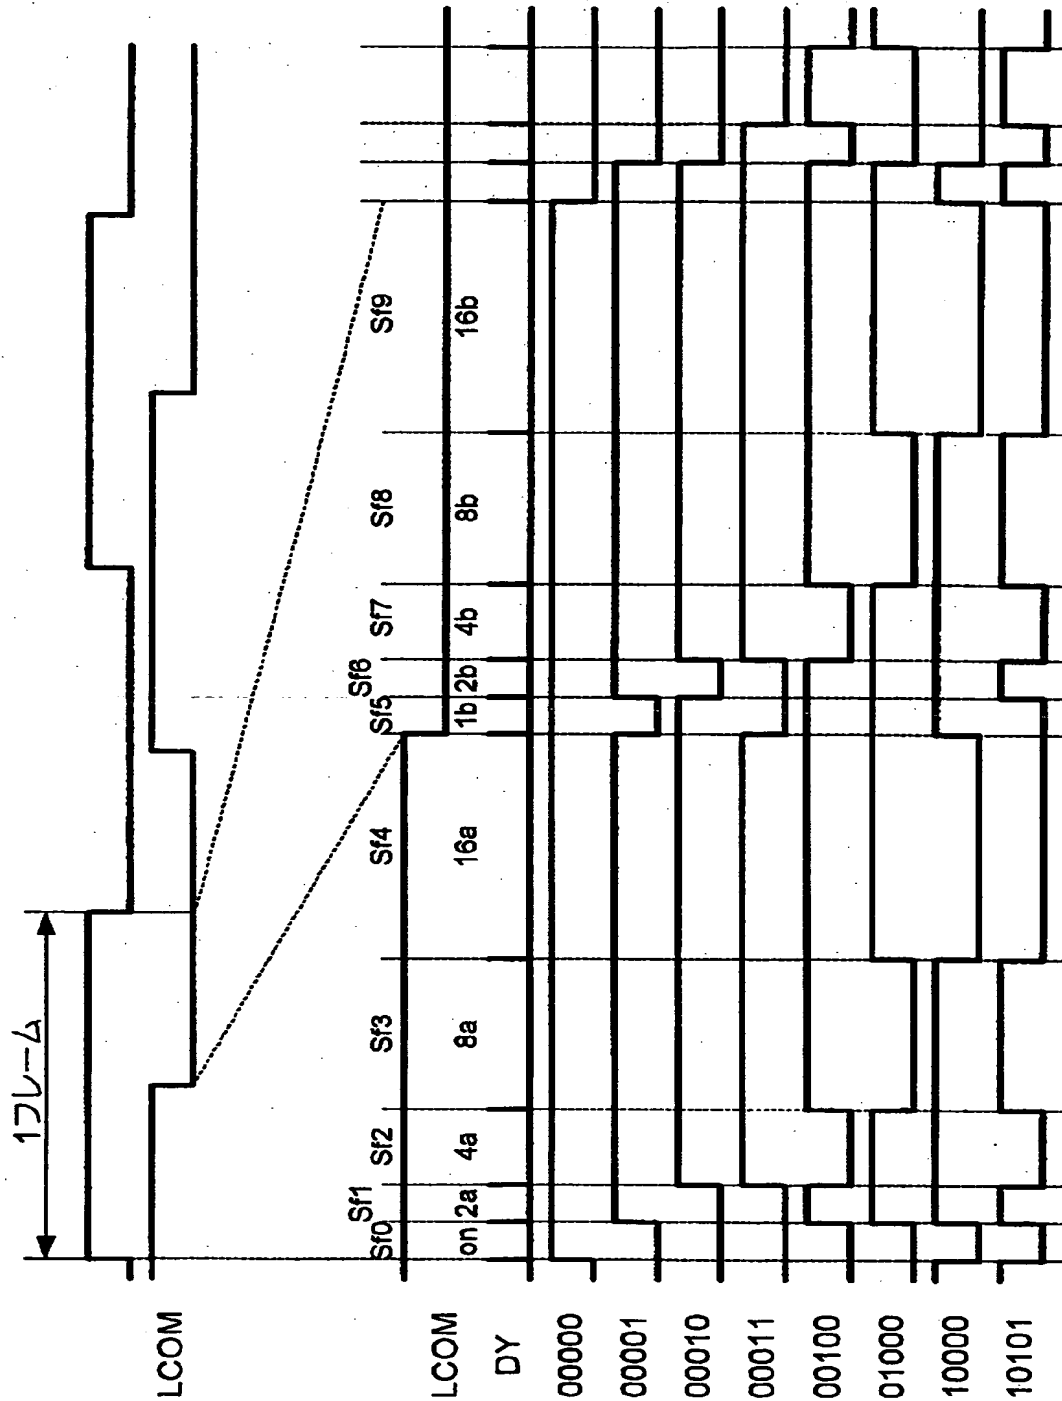 1フレーム
LCOM
Sf0 Sf1 Sf2 Sf3 Sf4 Sf5 Sf6 Sf7 Sf8 Sf9
LCOM
on 2a 4a 8a 16a 1b 2b 4b 8b 16b
DY
00000
00001
00010
00011
00100
01000
10000
10101